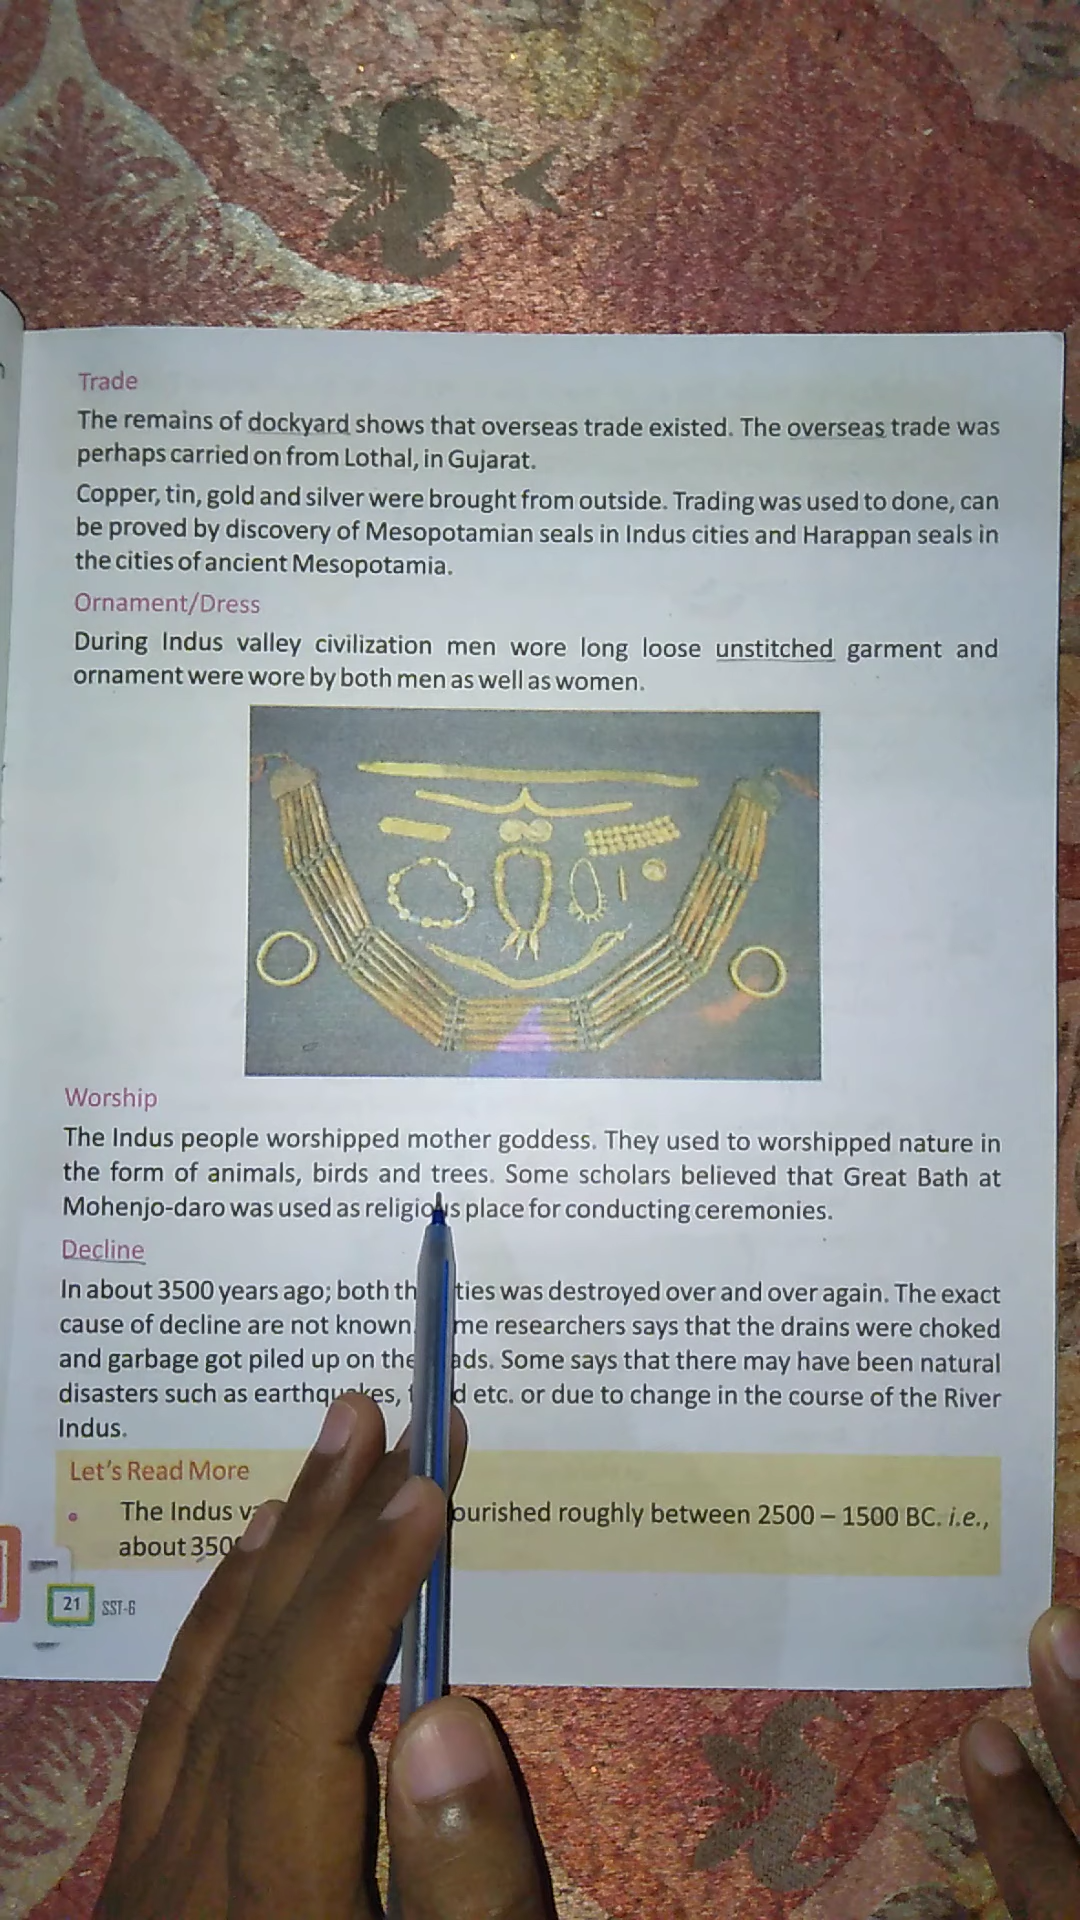 Trade
The remains of dockyard shows that overseas trade existed. The overseas trade was
perhaps carried on from Lothal, in Gujarat.
Copper, tin, gold and silver were brought from outside. Trading was used to done, can
be proved by discovery of Mesopotamian seals in Indus cities and Harappan seals in
the cities of ancient Mesopotamia.
Ornament/Dress
During Indus valley civilization men wore long loose unstitched garment and
ornament were wore by both men as well as women.
Worship
The Indus people worshipped mother goddess. They used to worshipped nature in
the form of animals, birds and trees. Some scholars believed that Great Bath at
Mohenjo-daro was used as religious place for conducting ceremonies.
Decline
In about 3500 years ago; both was destroyed over and over again. The exact
cause of decline are not known researchers says that the drains were choked
and garbage got piled up on the Some says that there may have been natural
disasters such as earthquakes, etc. or due to change in the course of the River
Indus.
Let's Read More
The Indus roughly between 2500 – 1500 BC. i.e.,
about
21 SST-6